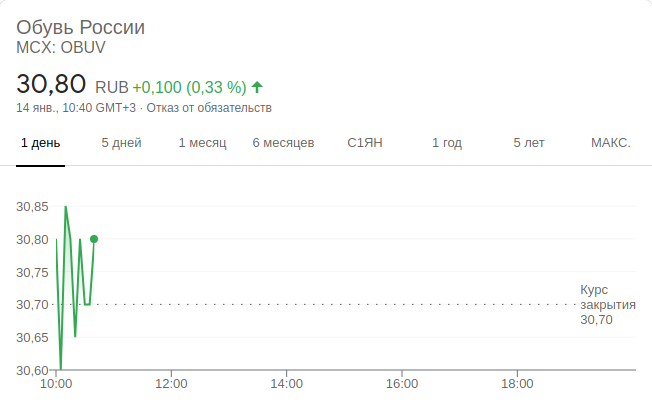 Обувь России
MCX: OBUV
30,80 RUB +0,100 (0,33 %)
14 янв., 10:40 GMT+3 · Отказ от обязательств
1 день 5 дней 1 месяц 6 месяцев С1ЯН 1 год 5 лет МАКС.
30,85
30,80
30,75
30,70
30,65
30,60
Курс
закрытия
30,70
10:00 12:00 14:00 16:00 18:00